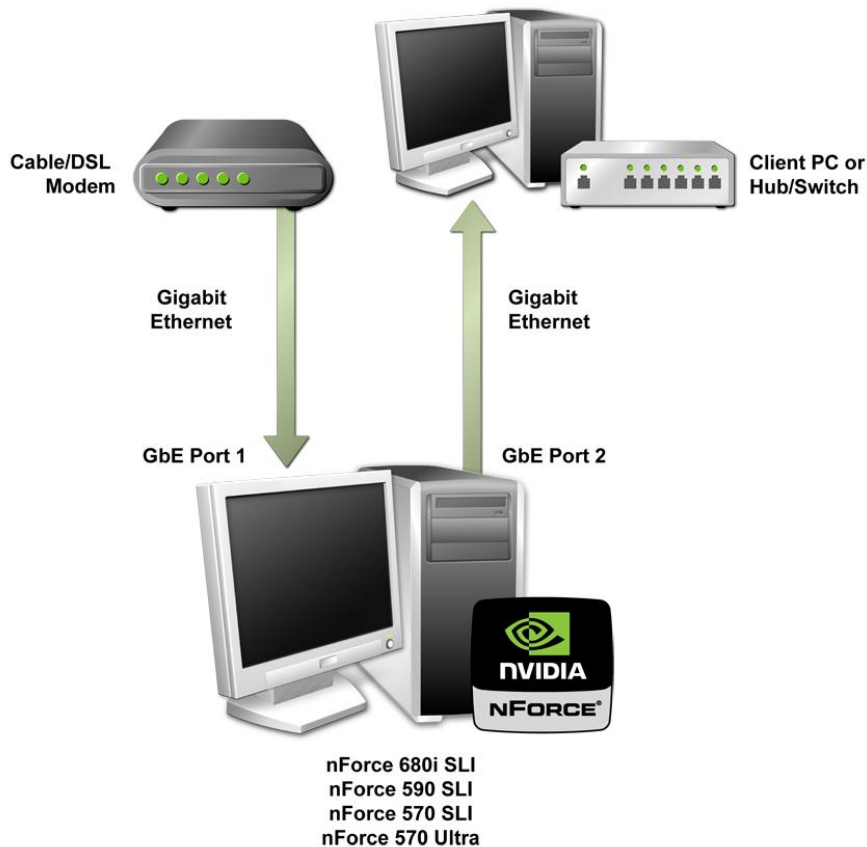 Cable/DSL
Modem
Client PC or
Hub/Switch
Gigabit
Ethernet
Gigabit
Ethernet
GbE Port 1
GbE Port 2
NVIDIA
NFORCE®
nForce 680i SLI
nForce 590 SLI
nForce 570 SLI
nForce 570 Ultra